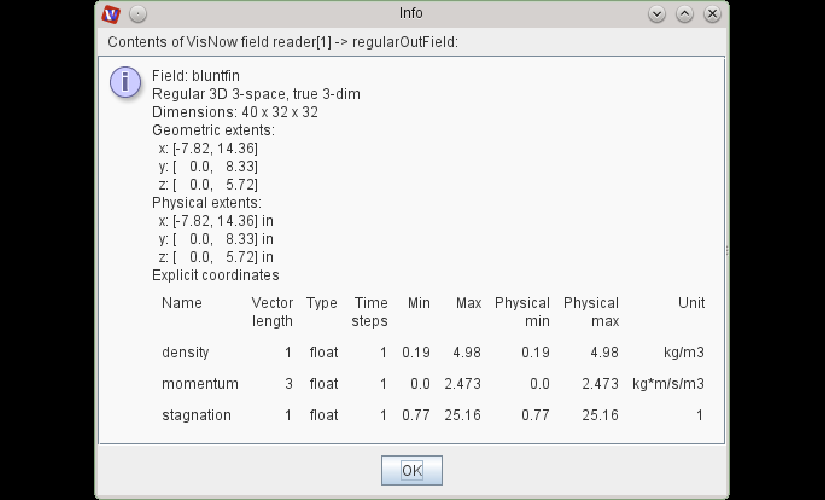 Info
Contents of VisNow field reader[1] -> regularOutField:
Field: bluntfin
Regular 3D 3-space, true 3-dim
Dimensions: 40 x 32 x 32
Geometric extents:
x: [-7.82, 14.36]
y: [ 0.0, 8.33]
z: [ 0.0, 5.72]
Physical extents:
x: [-7.82, 14.36] in
y: [ 0.0, 8.33] in
z: [ 0.0, 5.72] in
Explicit coordinates
Name Vector Type Time Min Max Physical Physical Unit
length steps min max
density 1 float 1 0.19 4.98 0.19 4.98 kg/m3
momentum 3 float 1 0.0 2.473 0.0 2.473 kg*m/s/m3
stagnation 1 float 1 0.77 25.16 0.77 25.16 1
OK